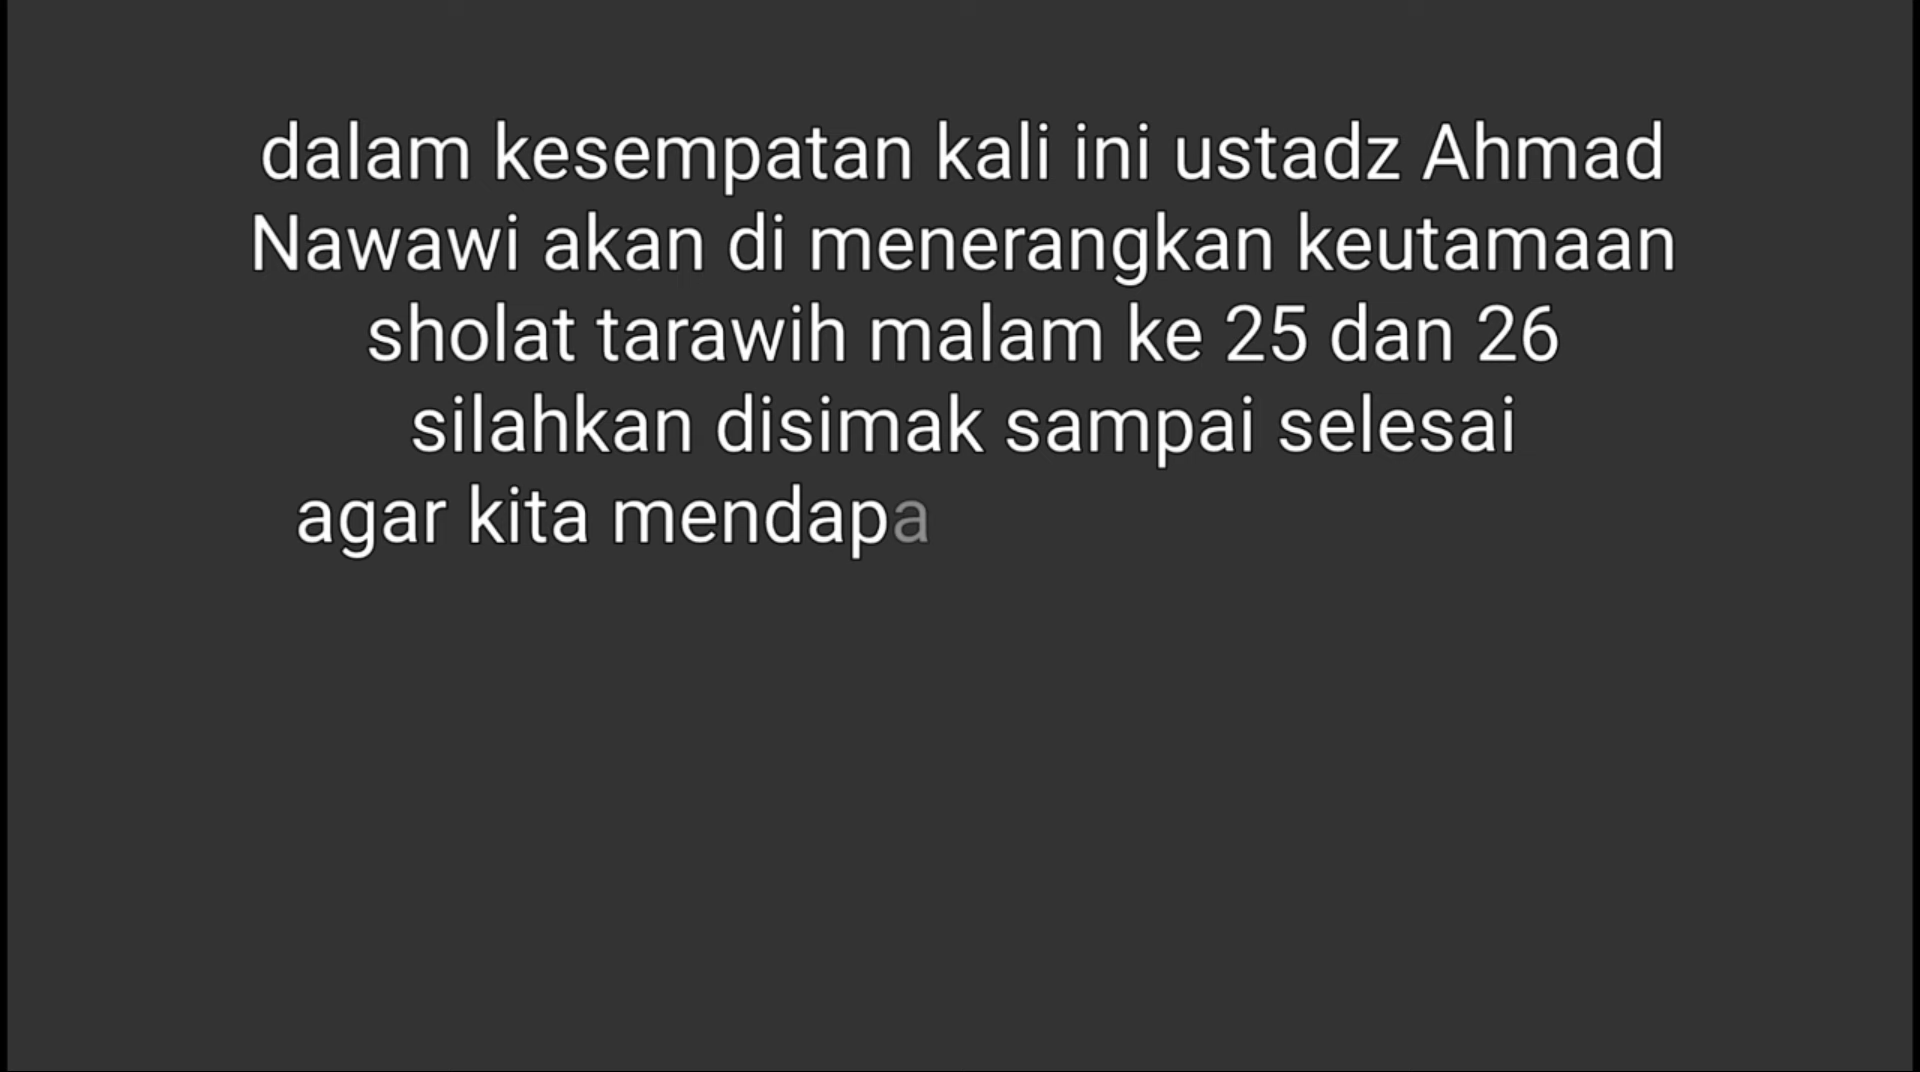 dalam kesempatan kali ini ustadz Ahmad
Nawawi akan di menerangkan keutamaan
sholat tarawih malam ke 25 dan 26
silahkan disimak sampai selesai
agar kita mendapa